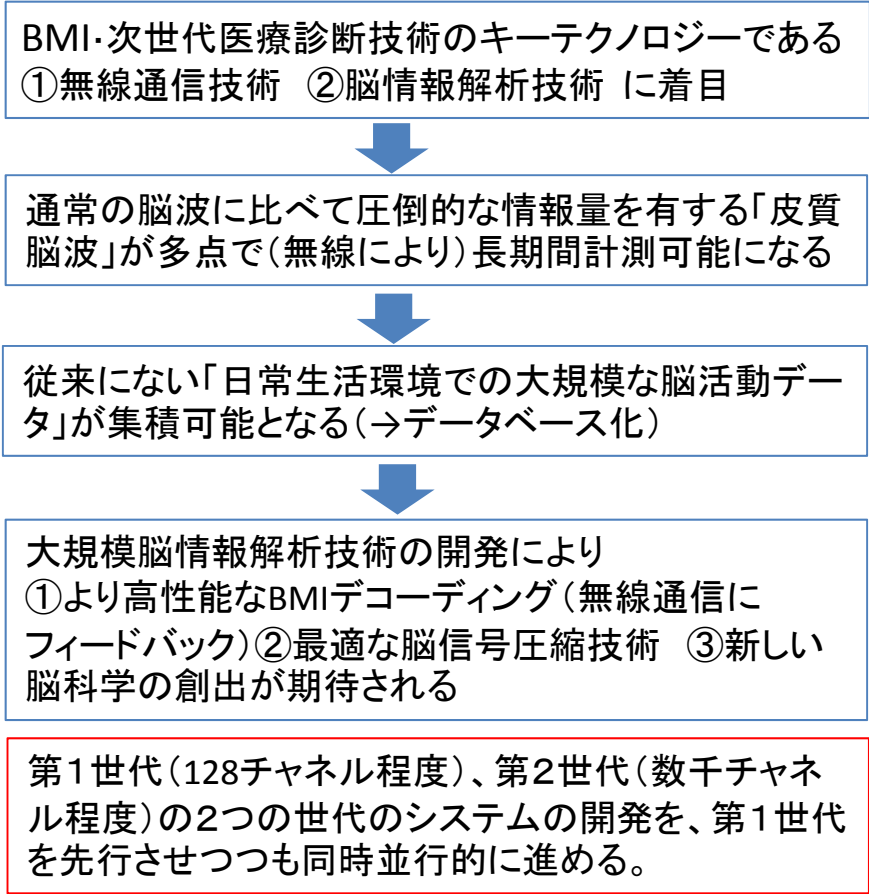 BMI・次世代医療診断技術のキーテクノロジーである
①無線通信技術　②脳情報解析技術 に着目
通常の脳波に比べて圧倒的な情報量を有する「皮質
脳波」が多点で（無線により）長期間計測可能になる
従来にない「日常生活環境での大規模な脳活動デー
タ」が集積可能となる（→データベース化）
大規模脳情報解析技術の開発により
①より高性能なBMIデコーディング（無線通信に
フィードバック）②最適な脳信号圧縮技術　③新しい
脳科学の創出が期待される
第１世代（128チャネル程度）、第２世代（数千チャネ
ル程度）の２つの世代のシステムの開発を、第１世代
を先行させつつも同時並行的に進める。